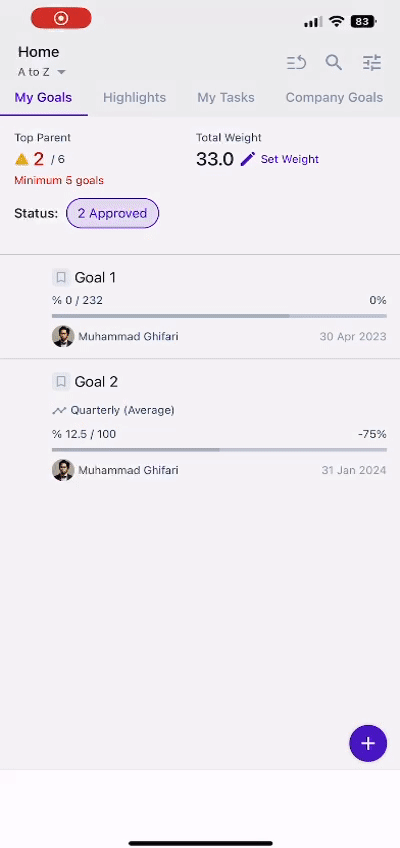 83
Home
A to Z
My Goals Highlights My Tasks Company Goals
Top Parent Total Weight
2 / 6 33.0 Set Weight
Minimum 5 goals
Status: 2 Approved
Goal 1
% 0 / 232 0%
Muhammad Ghifari 30 Apr 2023
Goal 2
Quarterly (Average)
% 12.5 / 100 -75%
Muhammad Ghifari 31 Jan 2024